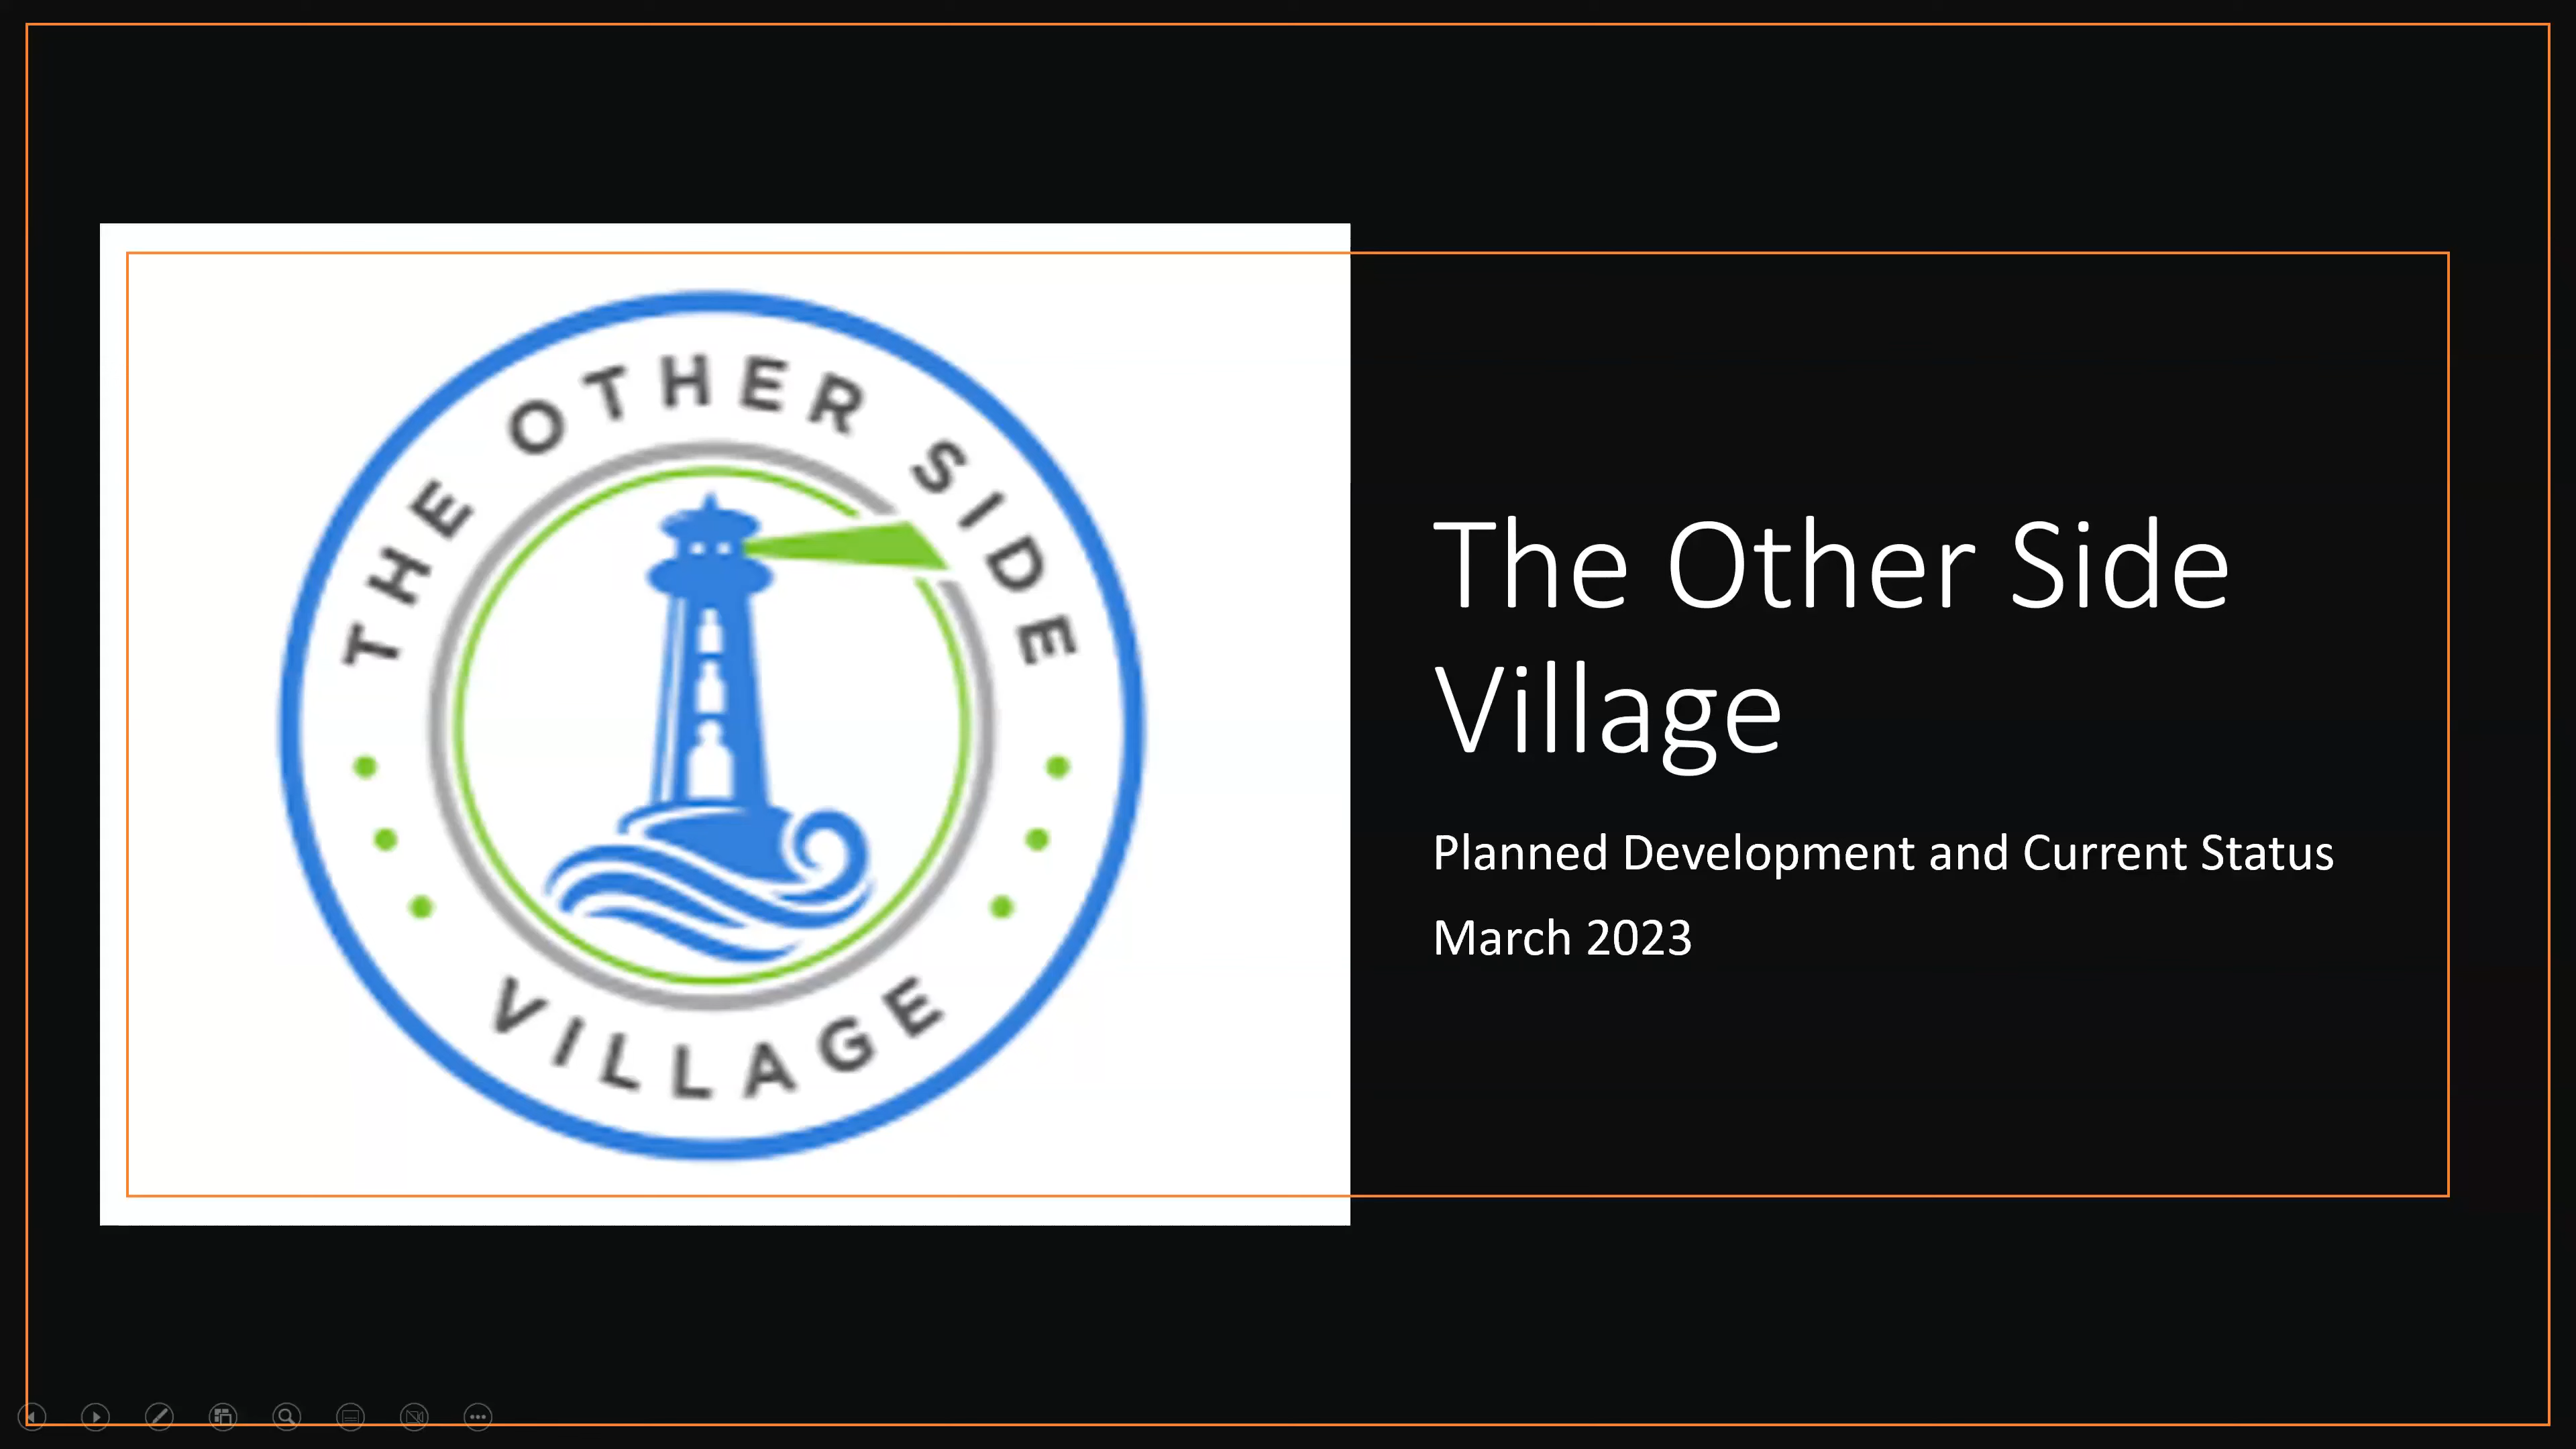 THE OTHER SIDE
VILLAGE
The Other Side
Village
Planned Development and Current Status
March 2023